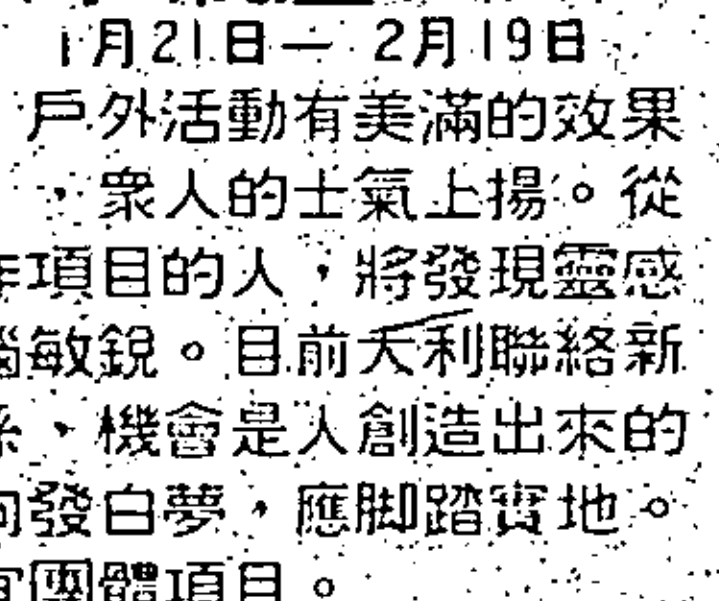 1月21日— 2月19日
戶外活動有美滿的效果
，衆人的士氣上揚。從
項目的人，將發現靈感
敏銳。目前大利聯絡新
、機會是人創造出來的
發白夢，應脚踏實地。
團體項目。